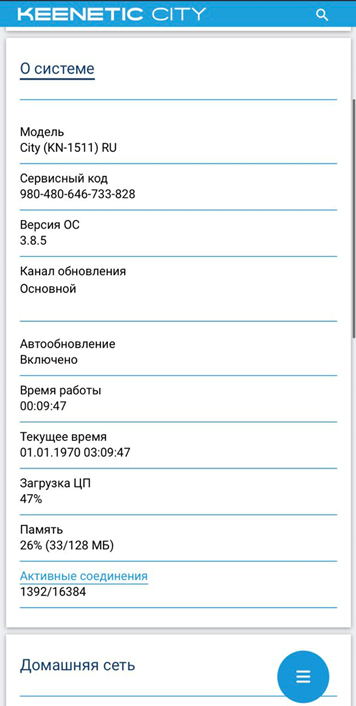 KEENETIC CITY
О системе
Модель
City (KN-1511) RU
Сервисный код
980-480-646-733-828
Версия ОС
3.8.5
Канал обновления
Основной
Автообновление
Включено
Время работы
00:09:47
Текущее время
01.01.1970 03:09:47
Загрузка ЦП
47%
Память
26% (33/128 МБ)
Активные соединения
1392/16384
Домашняя сеть